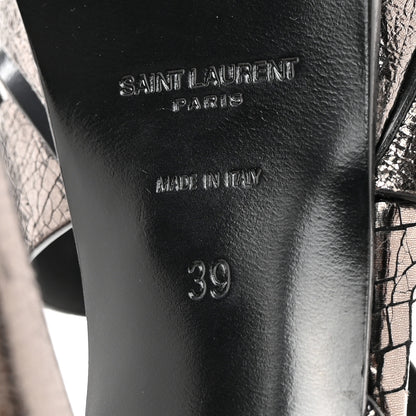 SAINT LAURENT
PARIS
MADE IN ITALY
39